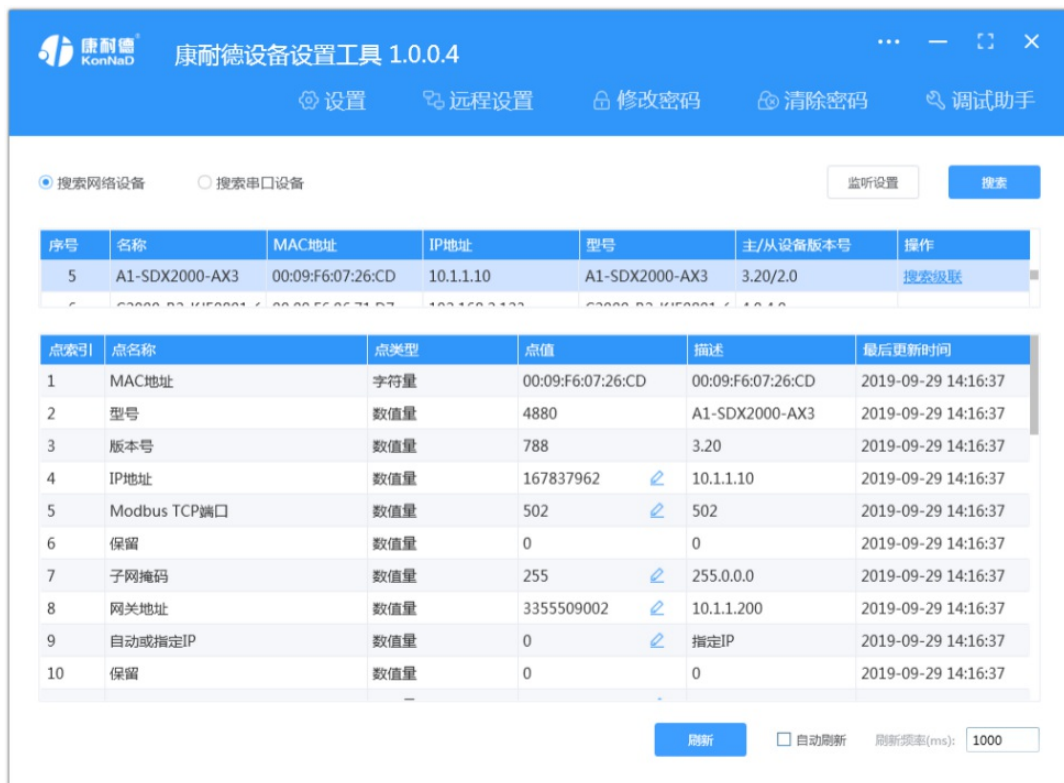 康耐德®
KonNaD
康耐德设备设置工具 1.0.0.4
设置 远程设置 修改密码 清除密码 调试助手
搜索网络设备 搜索串口设备 监听设置 搜索
序号 名称 MAC地址 IP地址 型号 主/从设备版本号 操作
5 A1-SDX2000-AX3 00:09:F6:07:26:CD 10.1.1.10 A1-SDX2000-AX3 3.20/2.0 搜索级联
点索引 点名称 点类型 点值 描述 最后更新时间
1 MAC地址 字符量 00:09:F6:07:26:CD 00:09:F6:07:26:CD 2019-09-29 14:16:37
2 型号 数值量 4880 A1-SDX2000-AX3 2019-09-29 14:16:37
3 版本号 数值量 788 3.20 2019-09-29 14:16:37
4 IP地址 数值量 167837962 10.1.1.10 2019-09-29 14:16:37
5 Modbus TCP端口 数值量 502 502 2019-09-29 14:16:37
6 保留 数值量 0 0 2019-09-29 14:16:37
7 子网掩码 数值量 255 255.0.0.0 2019-09-29 14:16:37
8 网关地址 数值量 3355509002 10.1.1.200 2019-09-29 14:16:37
9 自动或指定IP 数值量 0 指定IP 2019-09-29 14:16:37
10 保留 数值量 0 0 2019-09-29 14:16:37
刷新 自动刷新 刷新频率(ms): 1000